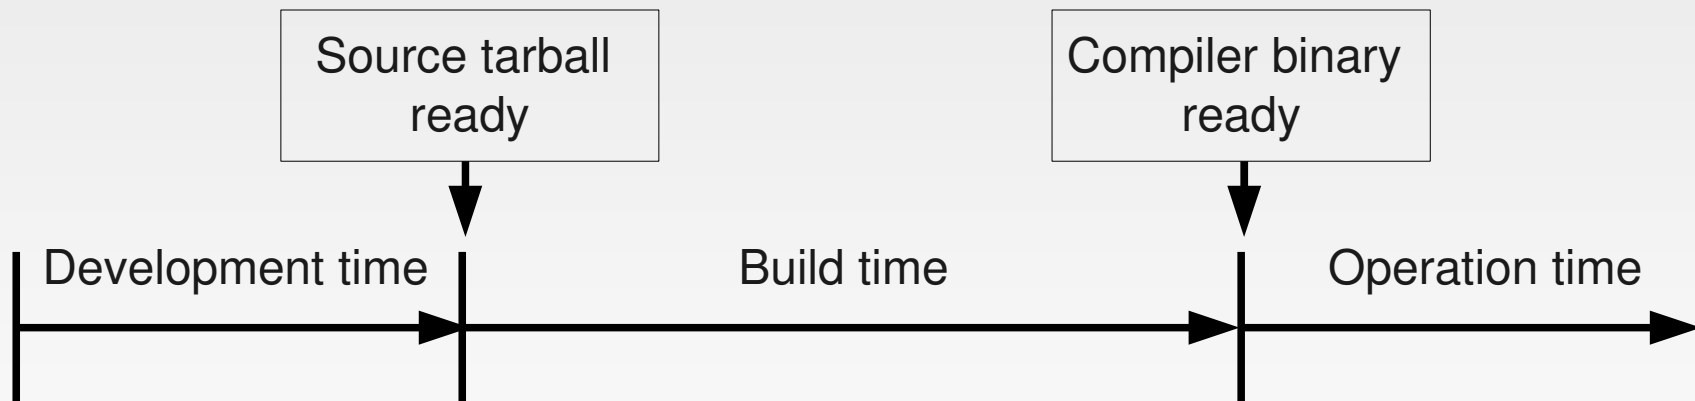 Source tarball
ready
Compiler binary
ready
Development time
Build time
Operation time